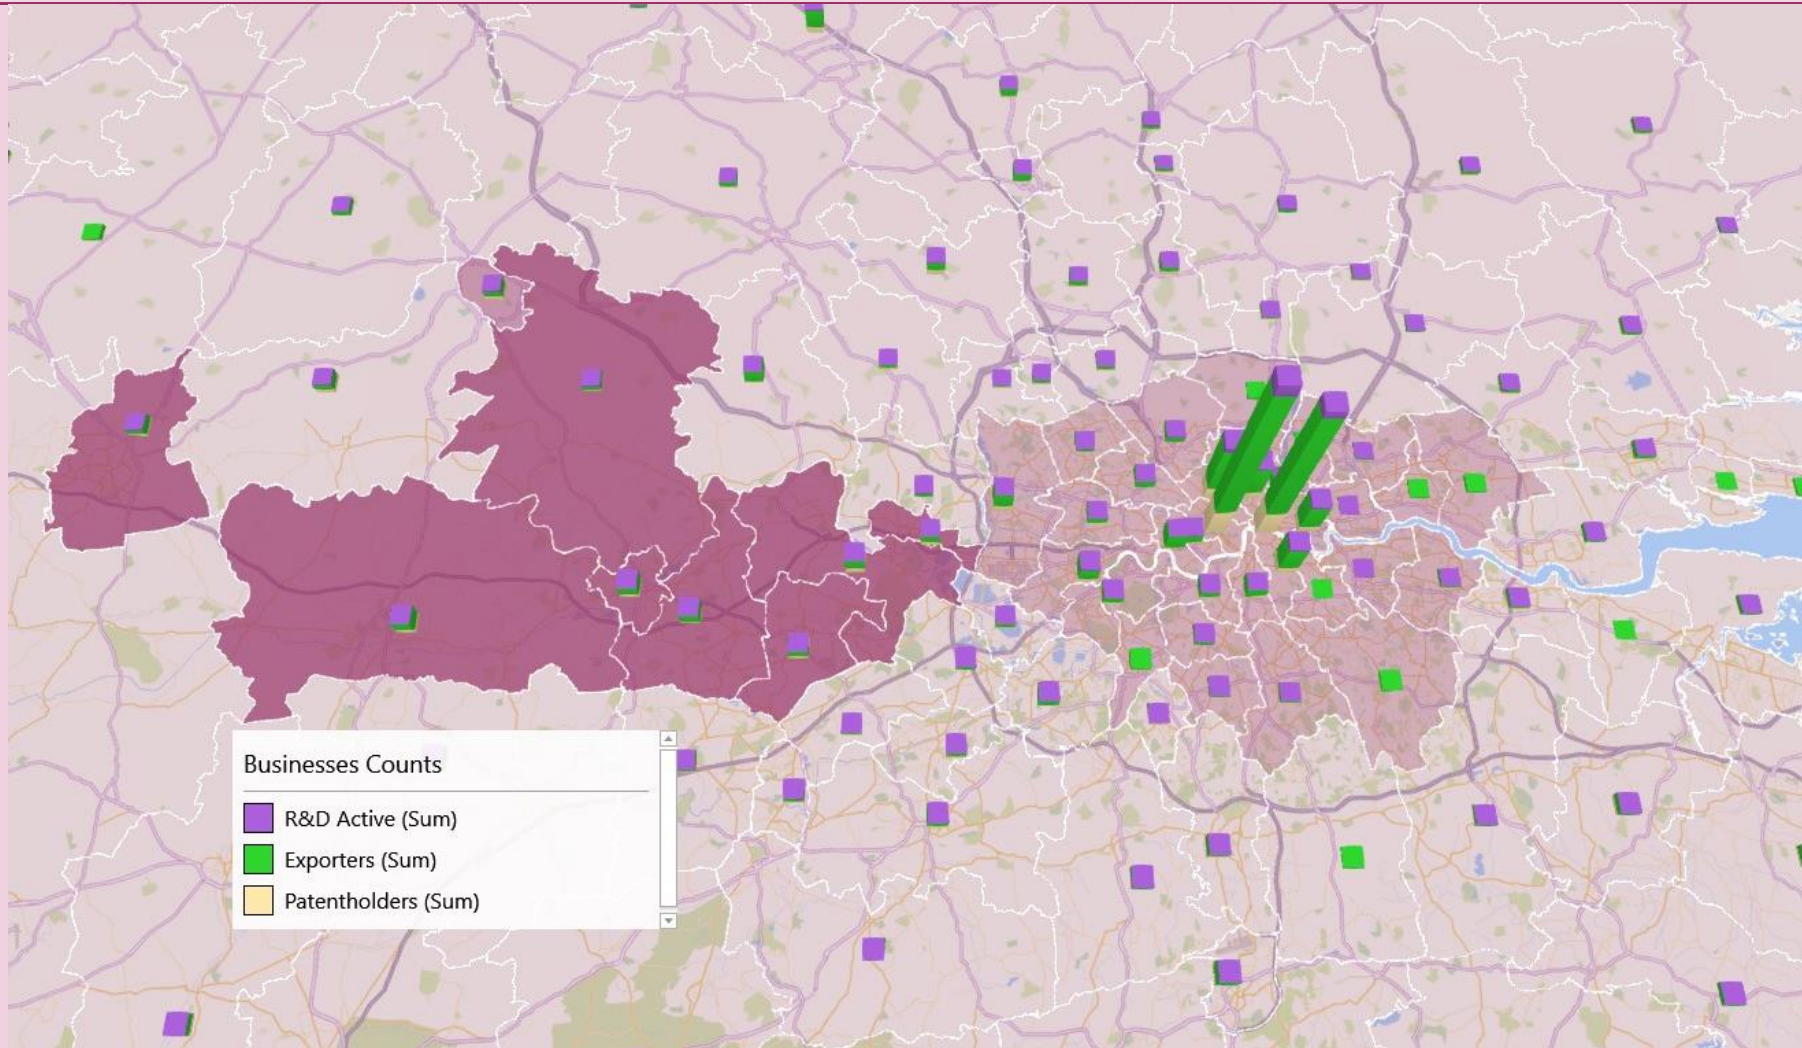 Businesses Counts
R&D Active (Sum)
Exporters (Sum)
Patentholders (Sum)